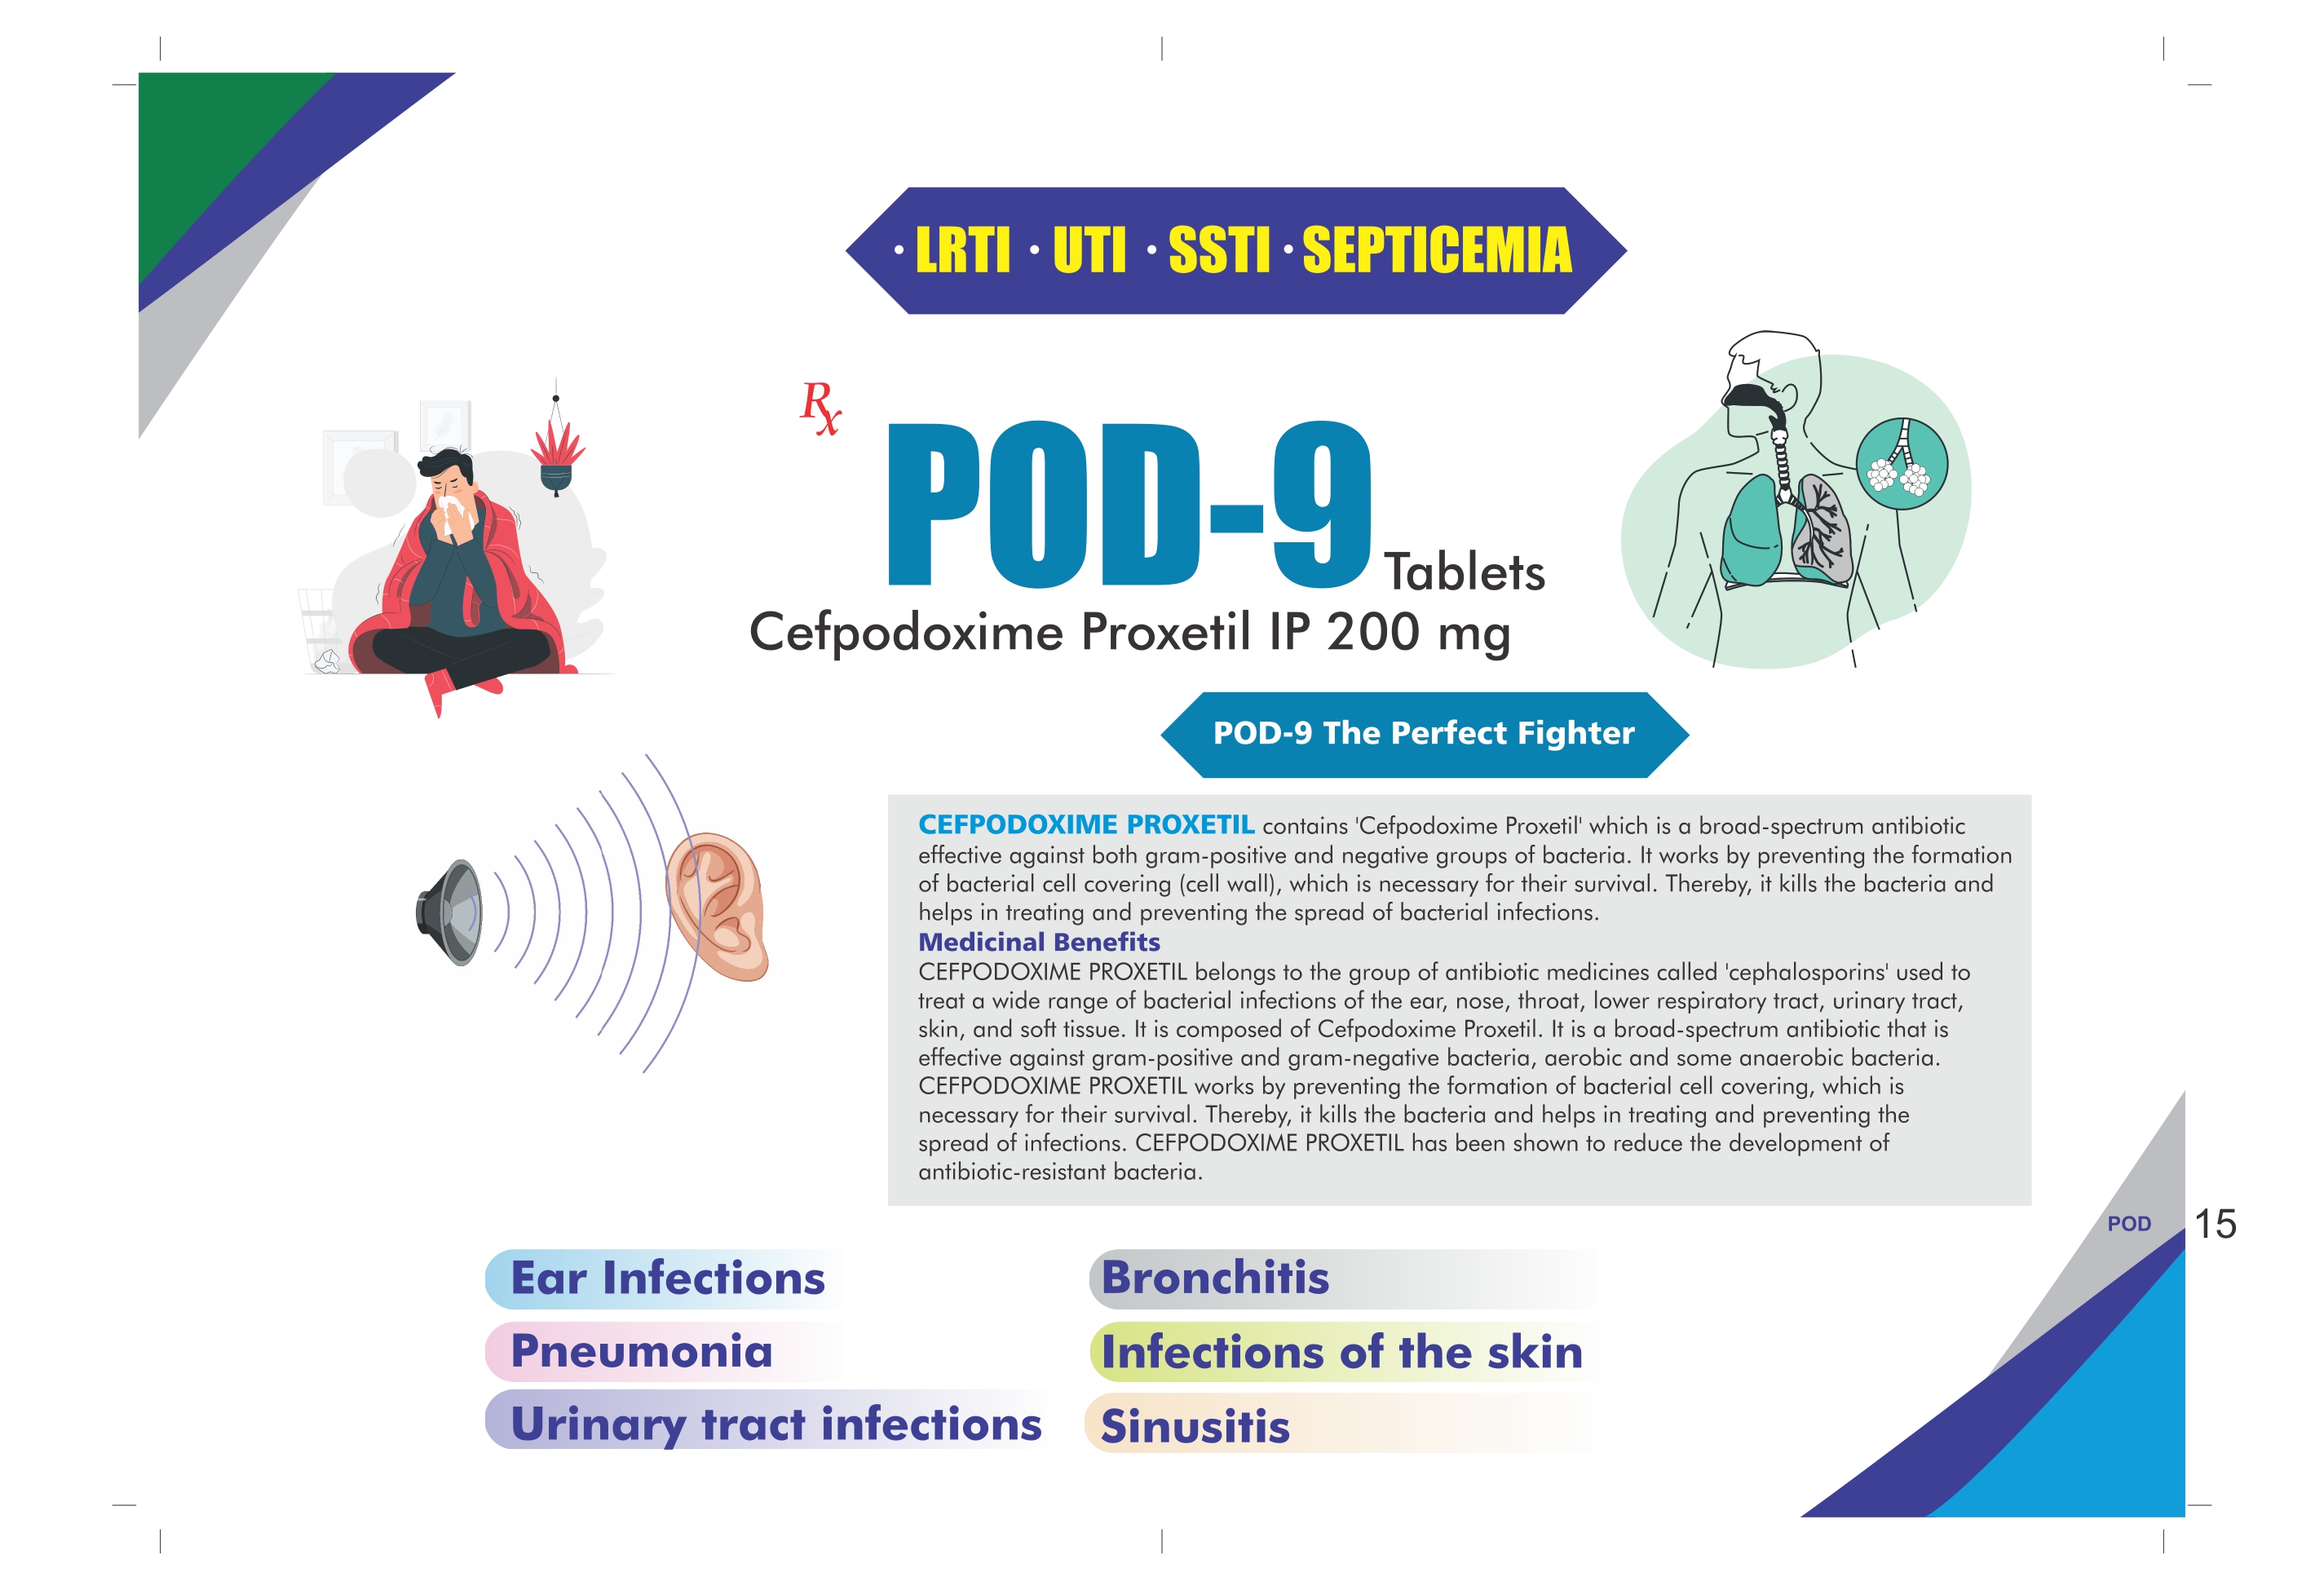 • LRTI • UTI • SSTI • SEPTICEMIA
Rx
POD-9 Tablets
Cefpodoxime Proxetil IP 200 mg
POD-9 The Perfect Fighter
CEFPODOXIME PROXETIL contains 'Cefpodoxime Proxetil' which is a broad-spectrum antibiotic
effective against both gram-positive and negative groups of bacteria. It works by preventing the formation
of bacterial cell covering (cell wall), which is necessary for their survival. Thereby, it kills the bacteria and
helps in treating and preventing the spread of bacterial infections.
Medicinal Benefits
CEFPODOXIME PROXETIL belongs to the group of antibiotic medicines called 'cephalosporins' used to
treat a wide range of bacterial infections of the ear, nose, throat, lower respiratory tract, urinary tract,
skin, and soft tissue. It is composed of Cefpodoxime Proxetil. It is a broad-spectrum antibiotic that is
effective against gram-positive and gram-negative bacteria, aerobic and some anaerobic bacteria.
CEFPODOXIME PROXETIL works by preventing the formation of bacterial cell covering, which is
necessary for their survival. Thereby, it kills the bacteria and helps in treating and preventing the
spread of infections. CEFPODOXIME PROXETIL has been shown to reduce the development of
antibiotic-resistant bacteria.
POD 15
Ear Infections
Bronchitis
Pneumonia
Infections of the skin
Urinary tract infections
Sinusitis